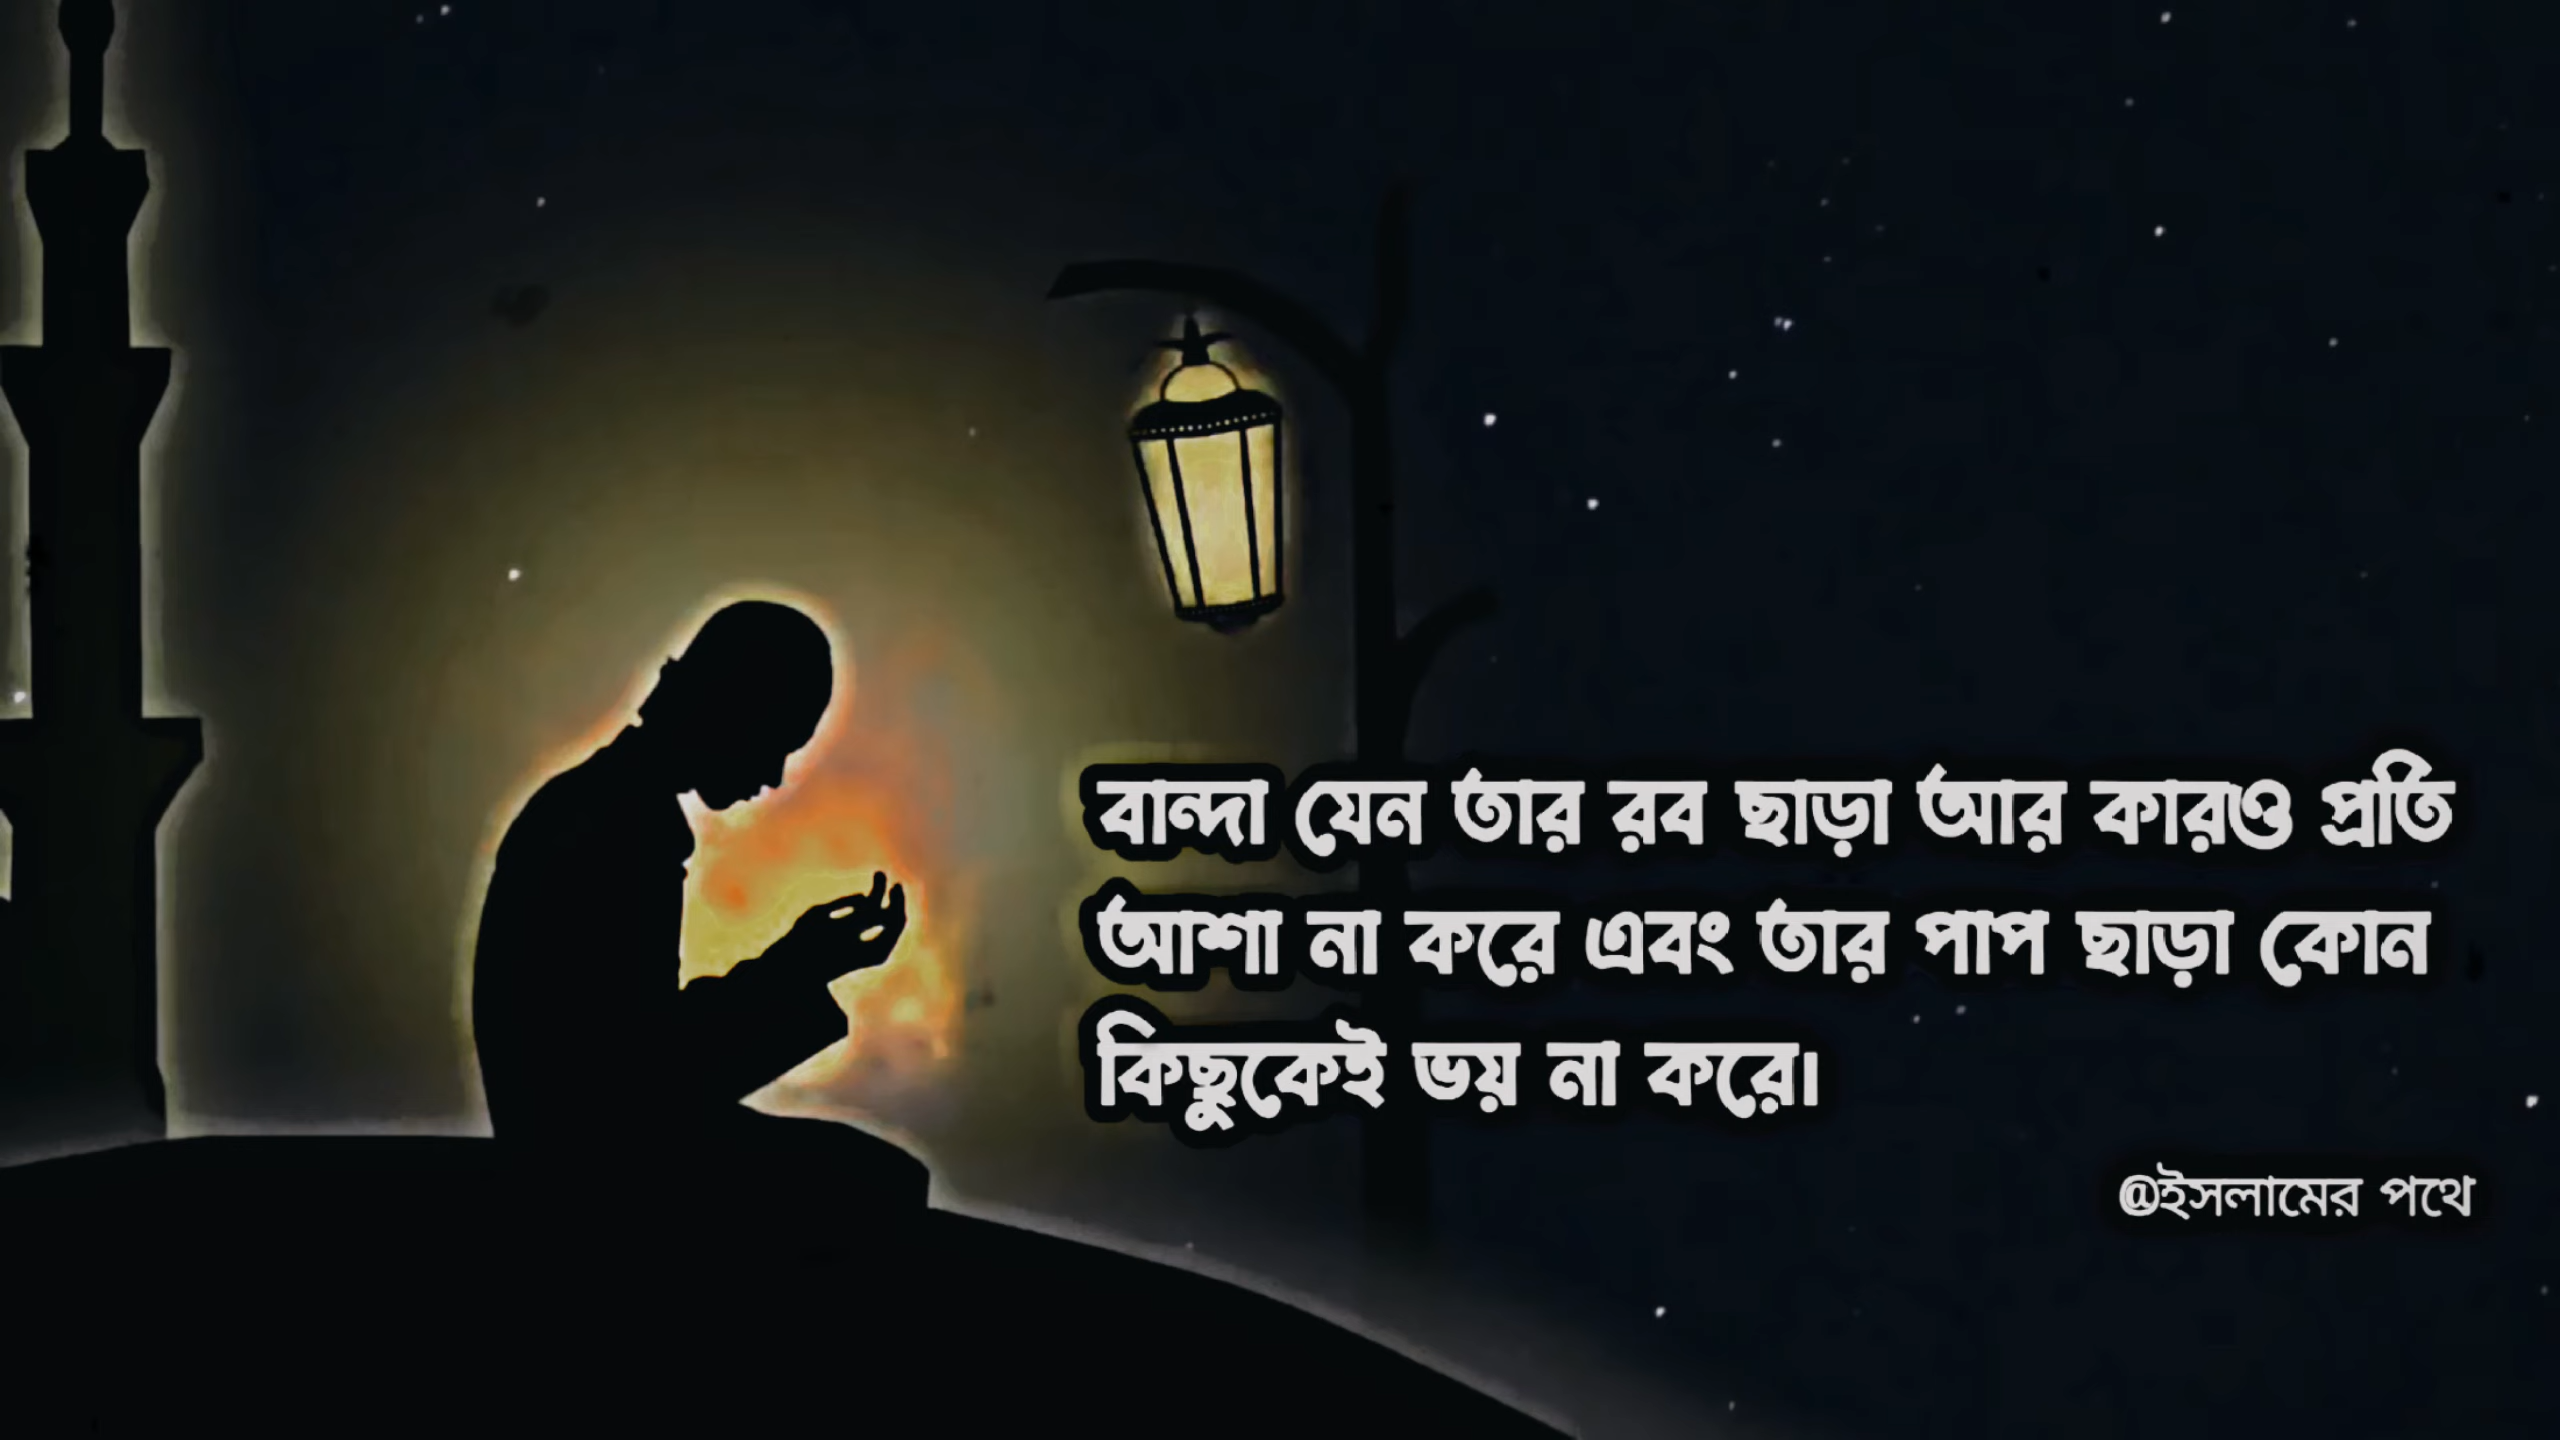 বান্দা যেন তার রব ছাড়া আর কারও প্রতি
আশা না করে এবং তার পাপ ছাড়া কোন
কিছুকেই ভয় না করে।
@ইসলামের পথে